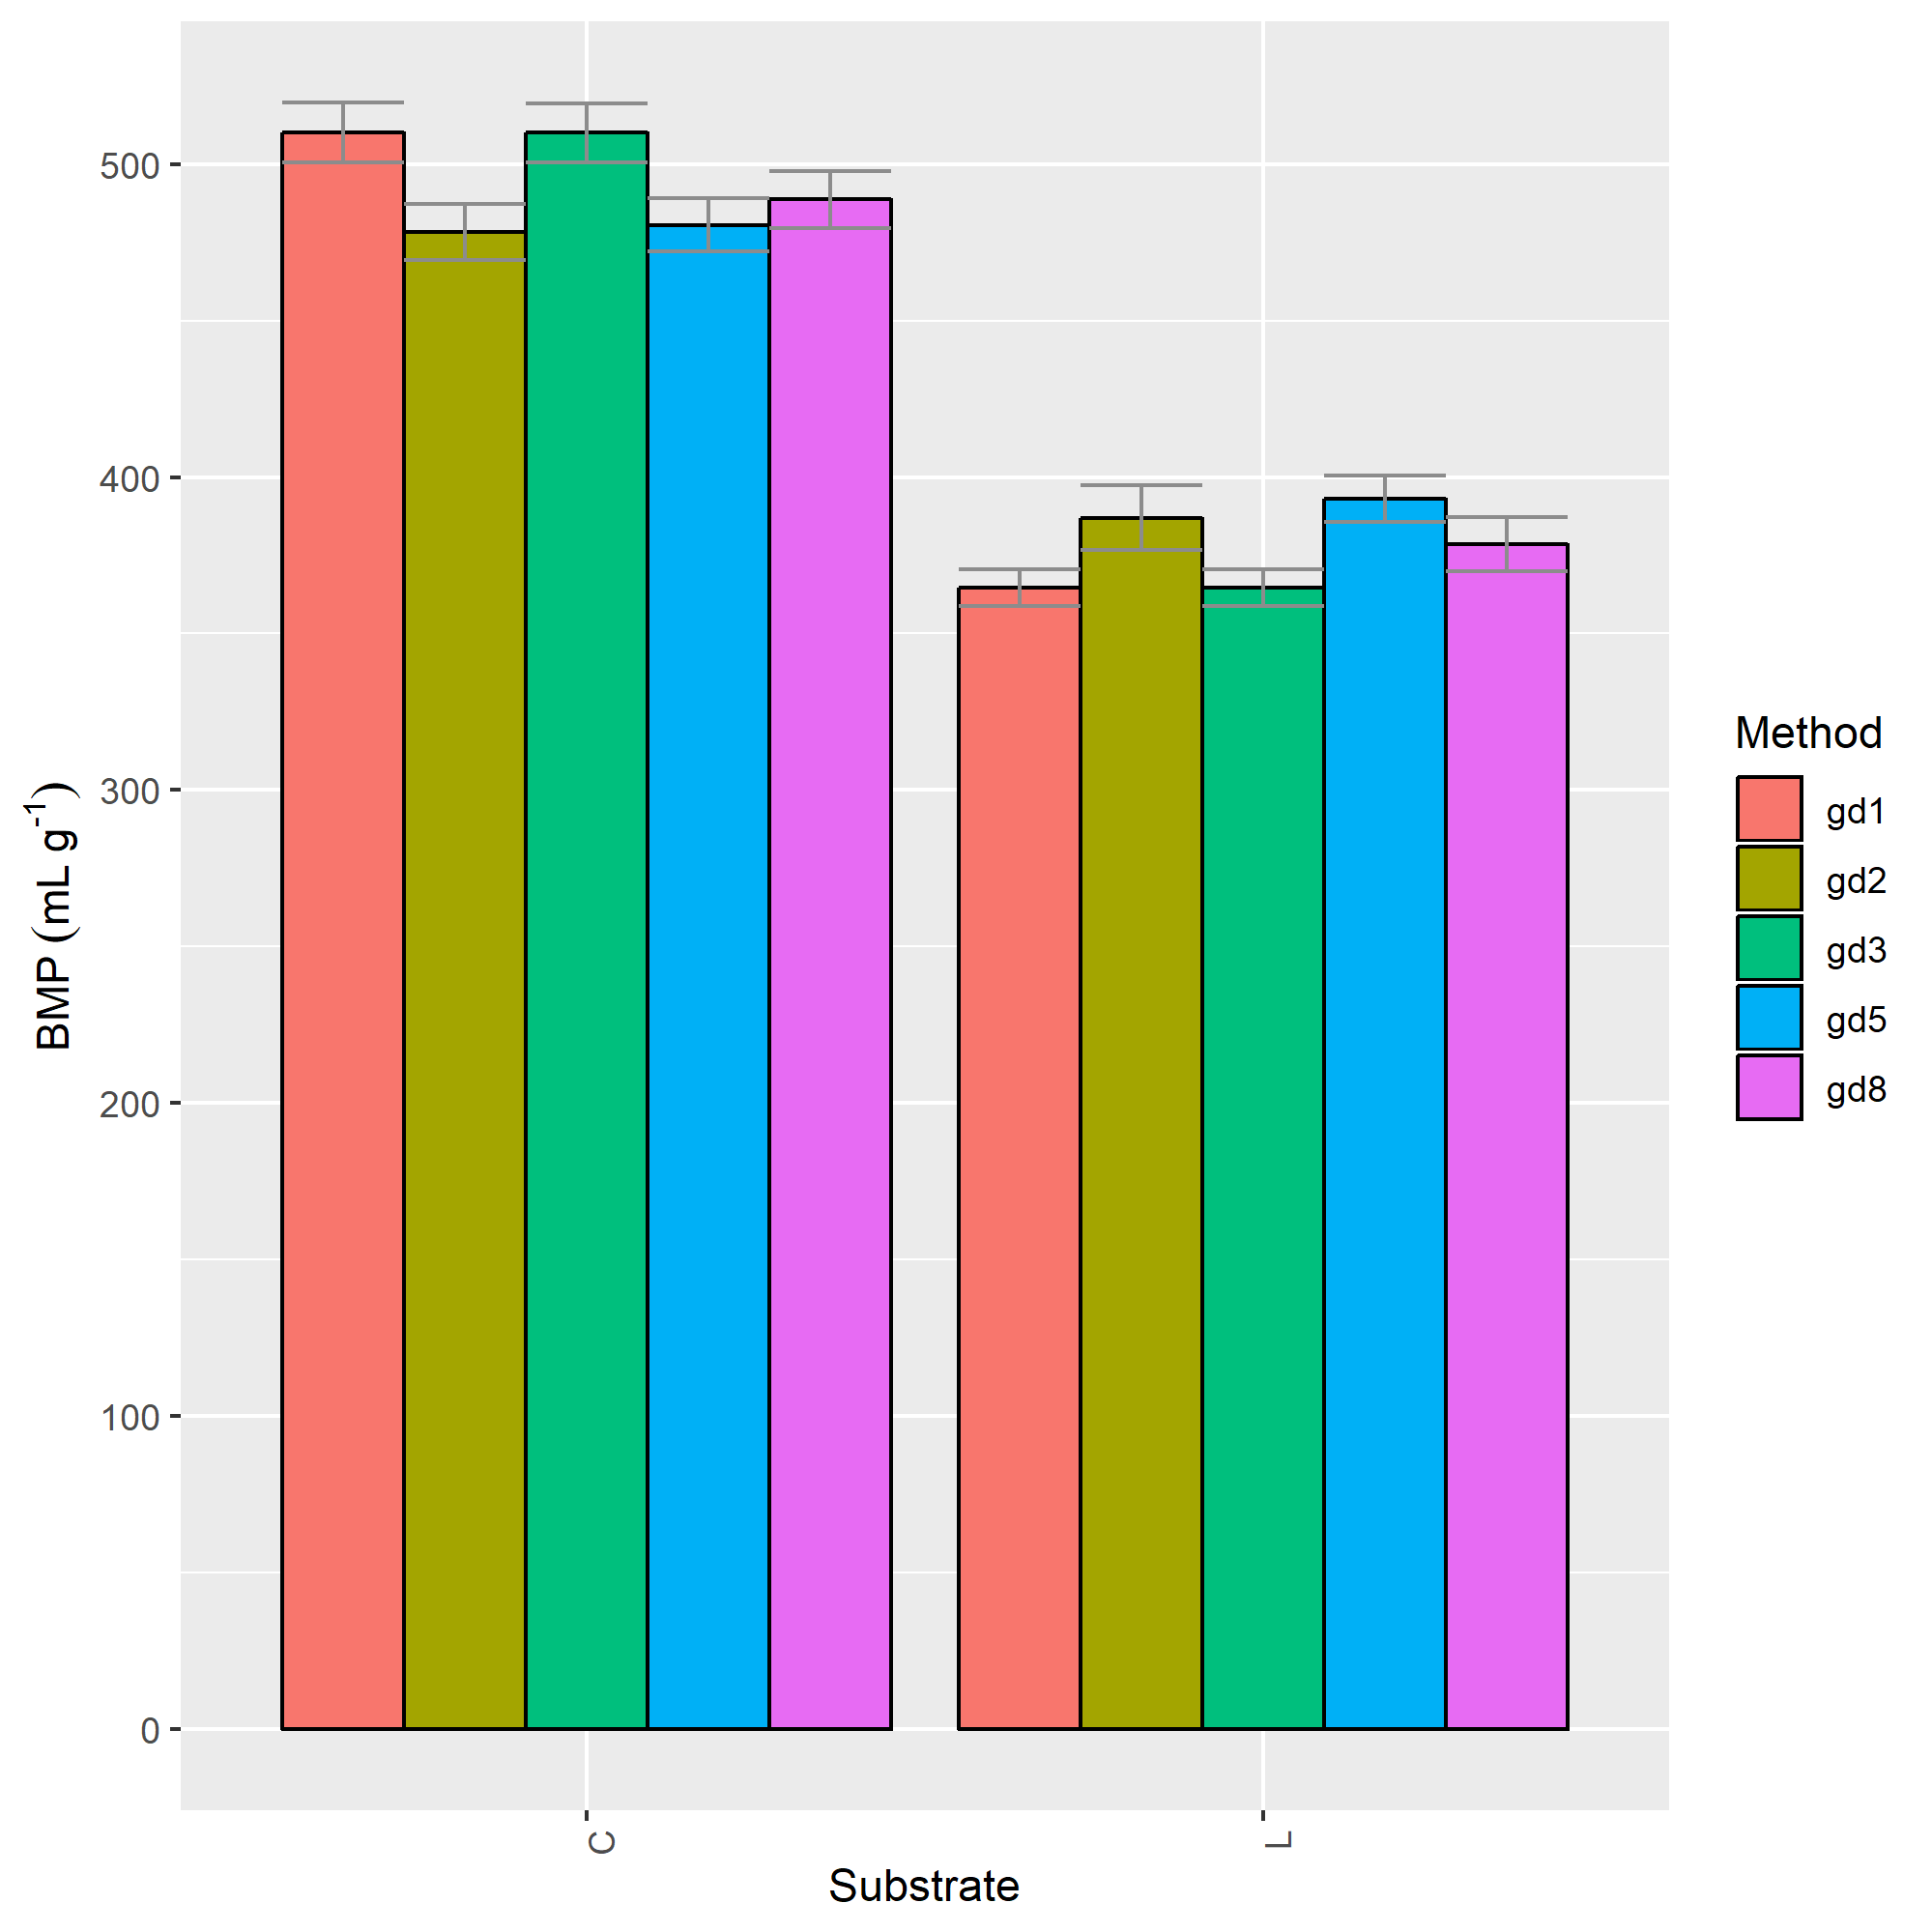 500
400
300
200
100
0
BMP (mL g⁻¹)
C
L
Substrate
Method
gd1
gd2
gd3
gd5
gd8